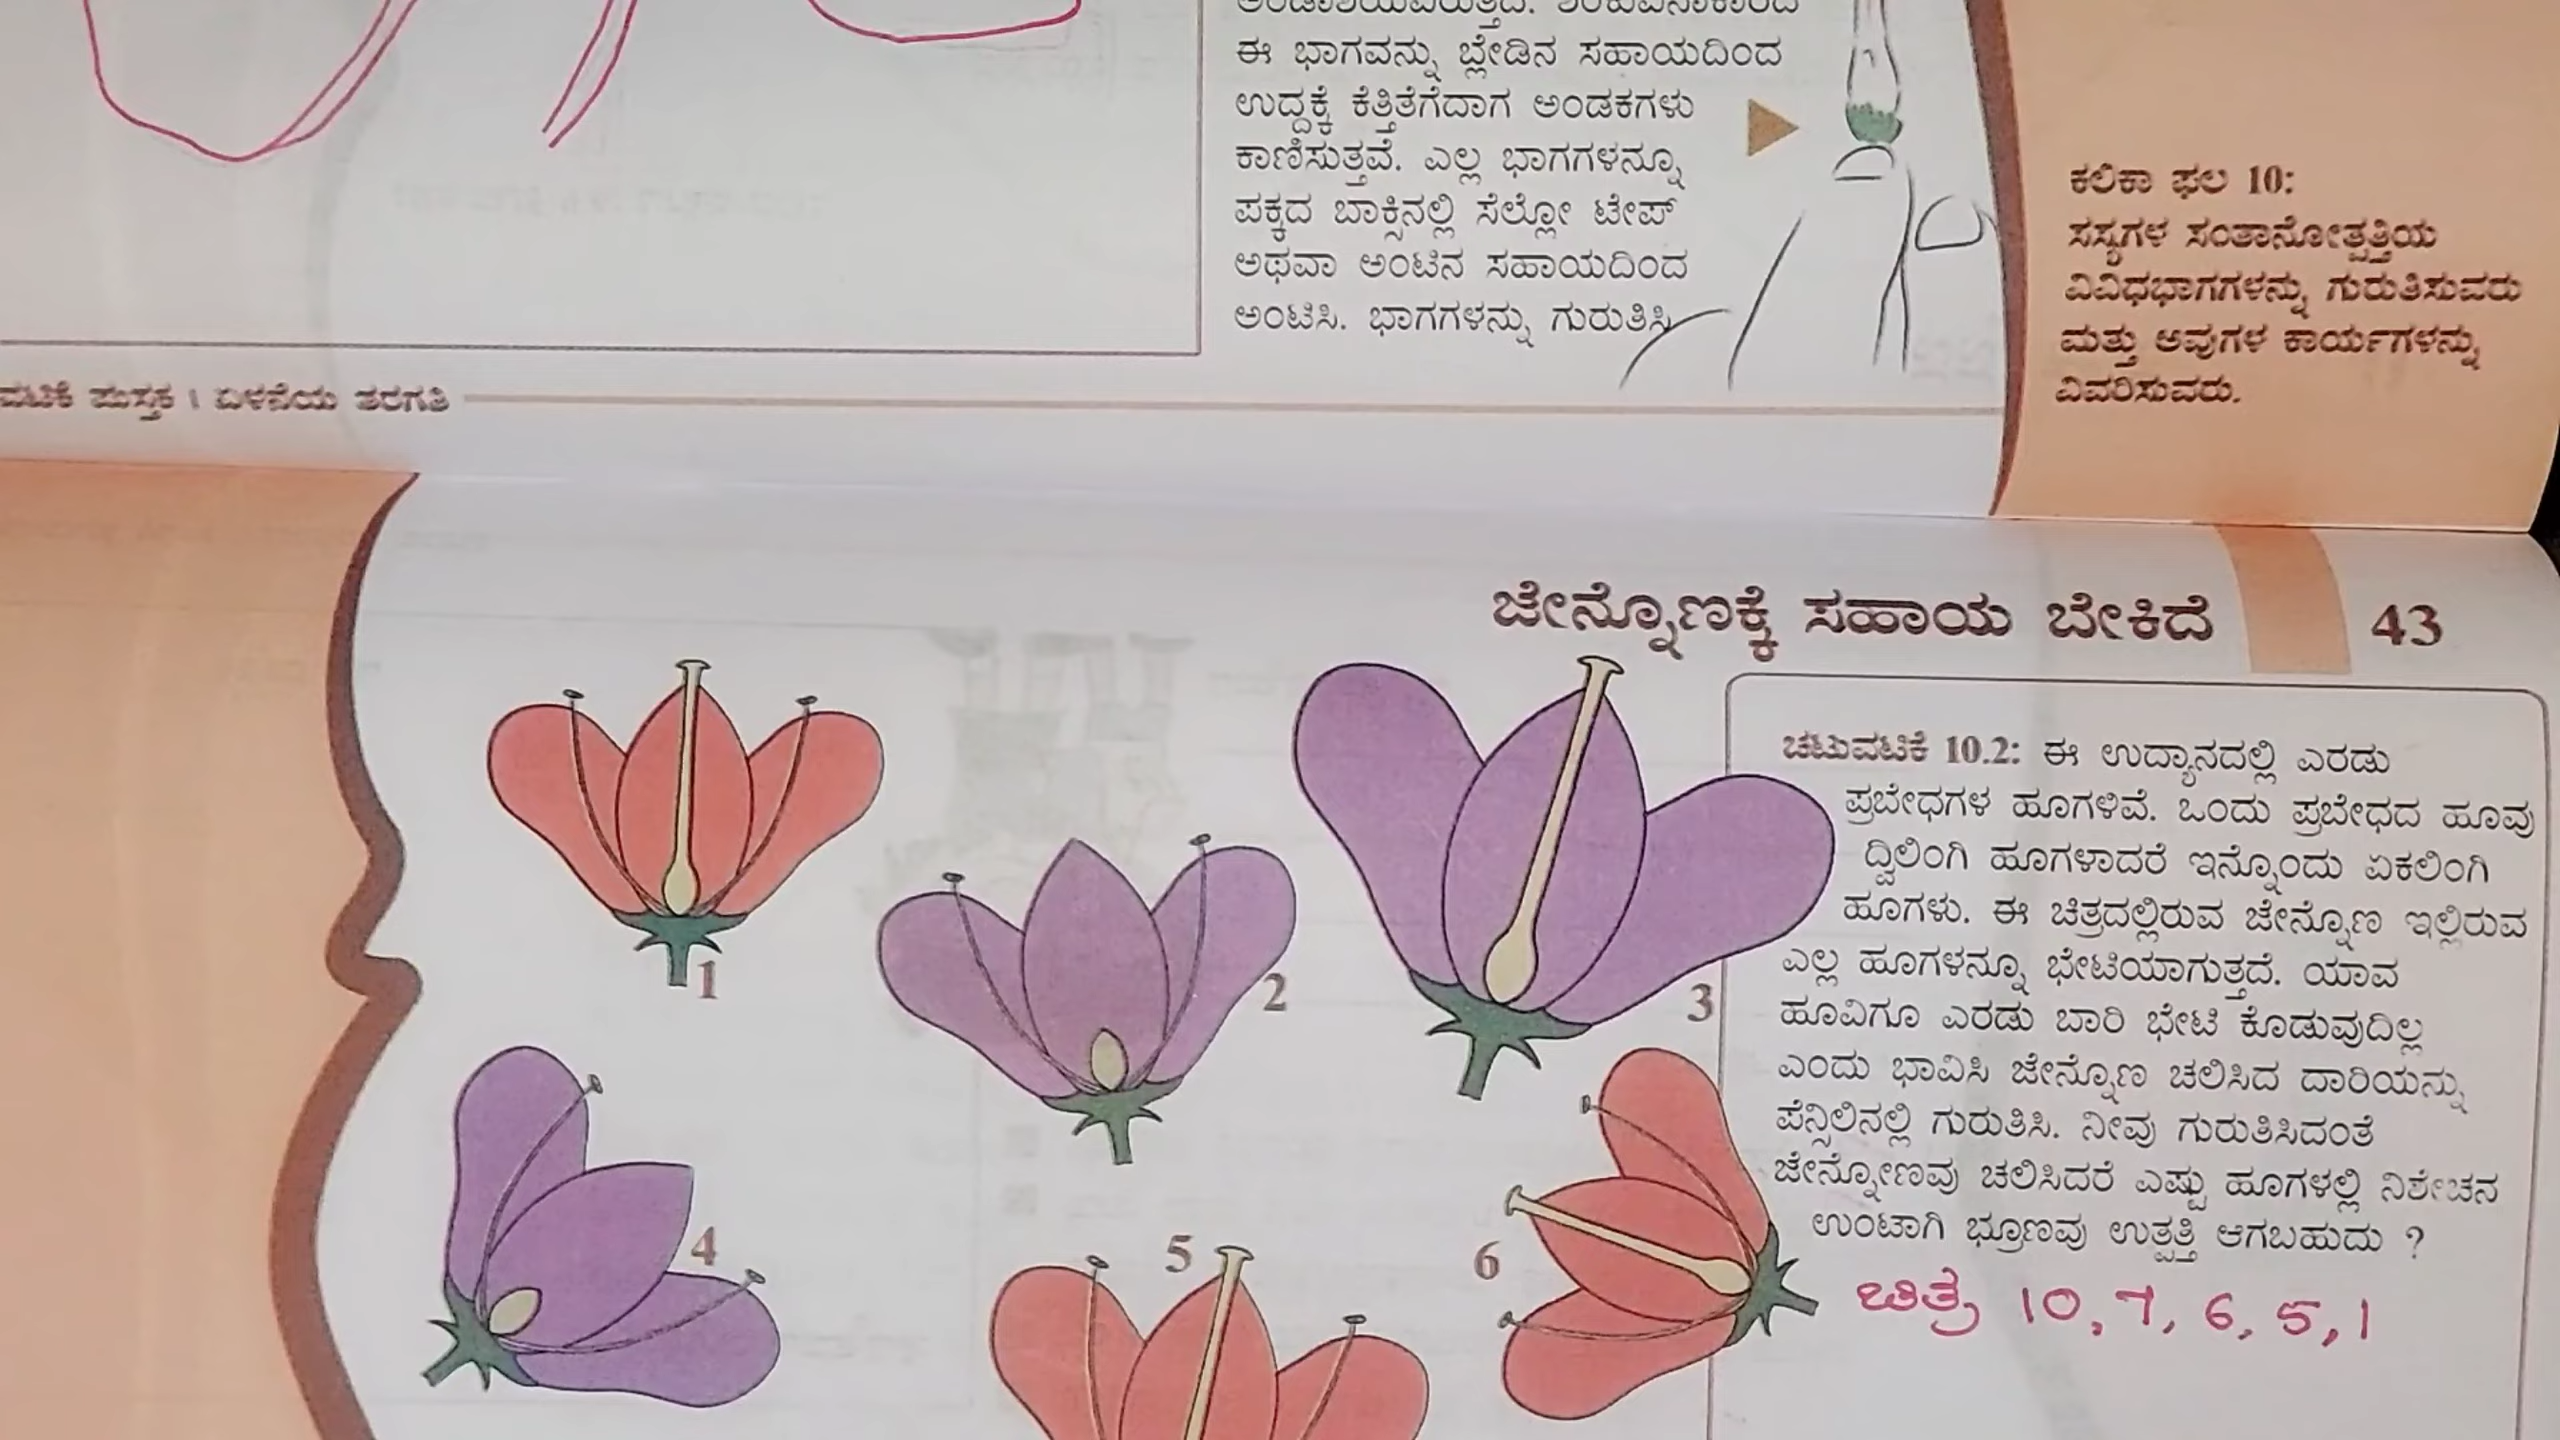 ಈ ಭಾಗವನ್ನು ಬ್ಲೇಡಿನ ಸಹಾಯದಿಂದ
ಉದ್ದಕ್ಕೆ ಕೆತ್ತಿತೆಗೆದಾಗ ಅಂಡಕಗಳು
ಕಾಣಿಸುತ್ತವೆ. ಎಲ್ಲ ಭಾಗಗಳನ್ನೂ
ಪಕ್ಕದ ಬಾಕ್ಸಿನಲ್ಲಿ ಸೆಲ್ಲೋ ಟೇಪ್
ಅಥವಾ ಅಂಟಿನ ಸಹಾಯದಿಂದ
ಅಂಟಿಸಿ. ಭಾಗಗಳನ್ನು ಗುರುತಿಸಿ
ಕಲಿಕಾ ಫಲ 10:
ಸಸ್ಯಗಳ ಸಂತಾನೋತ್ಪತ್ತಿಯ
ವಿವಿಧಭಾಗಗಳನ್ನು ಗುರುತಿಸುವರು
ಮತ್ತು ಅವುಗಳ ಕಾರ್ಯಗಳನ್ನು
ವಿವರಿಸುವರು.
ಪುಸ್ತಕ | ಏಳನೆಯ ತರಗತಿ
ಜೇನ್ನೊಣಕ್ಕೆ ಸಹಾಯ ಬೇಕಿದೆ 43
ಚಟುವಟಿಕೆ 10.2: ಈ ಉದ್ಯಾನದಲ್ಲಿ ಎರಡು
ಪ್ರಬೇಧಗಳ ಹೂಗಳಿವೆ. ಒಂದು ಪ್ರಬೇಧದ ಹೂವು
ದ್ವಿಲಿಂಗಿ ಹೂಗಳಾದರೆ ಇನ್ನೊಂದು ಏಕಲಿಂಗಿ
ಹೂಗಳು. ಈ ಚಿತ್ರದಲ್ಲಿರುವ ಜೇನ್ನೊಣ ಇಲ್ಲಿರುವ
ಎಲ್ಲ ಹೂಗಳನ್ನೂ ಭೇಟಿಯಾಗುತ್ತದೆ. ಯಾವ
ಹೂವಿಗೂ ಎರಡು ಬಾರಿ ಭೇಟಿ ಕೊಡುವುದಿಲ್ಲ
ಎಂದು ಭಾವಿಸಿ ಜೇನ್ನೊಣ ಚಲಿಸಿದ ದಾರಿಯನ್ನು
ಪೆನ್ಸಿಲಿನಲ್ಲಿ ಗುರುತಿಸಿ. ನೀವು ಗುರುತಿಸಿದಂತೆ
ಜೇನ್ನೋಣವು ಚಲಿಸಿದರೆ ಎಷ್ಟು ಹೂಗಳಲ್ಲಿ ನಿಶೇಚನ
ಉಂಟಾಗಿ ಭ್ರೂಣವು ಉತ್ಪತ್ತಿ ಆಗಬಹುದು ?
ಚಿತ್ರ 10, 7, 6, 5, 1
1
2
3
4
5
6